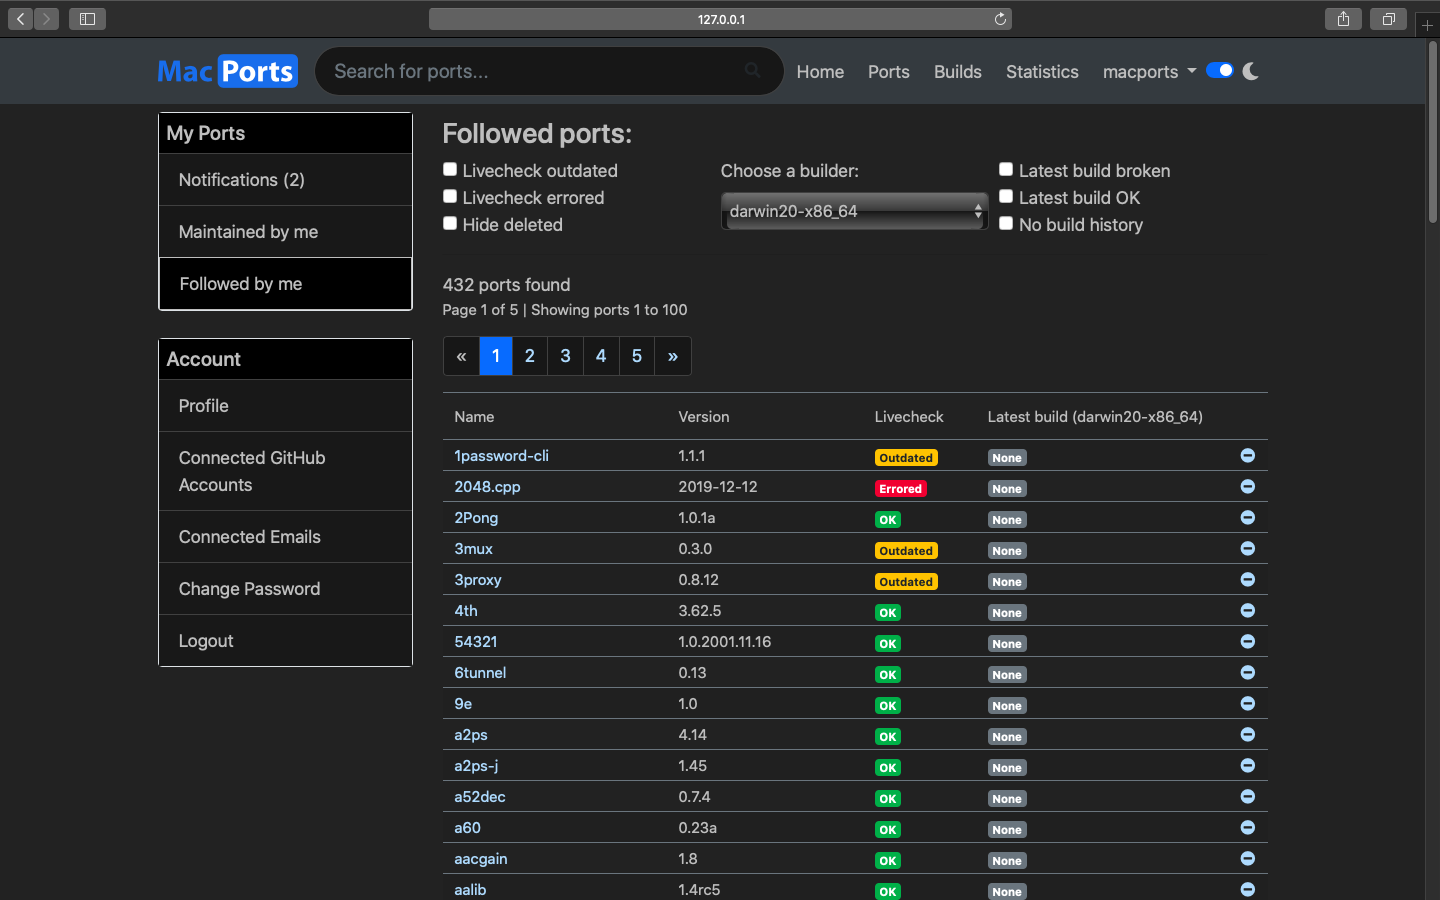 127.0.0.1
MacPorts
Search for ports...
Home
Ports
Builds
Statistics
macports
My Ports
Notifications (2)
Maintained by me
Followed by me
Account
Profile
Connected GitHub
Accounts
Connected Emails
Change Password
Logout
Followed ports:
Livecheck outdated
Livecheck errored
Hide deleted
Choose a builder:
darwin20-x86_64
Latest build broken
Latest build OK
No build history
432 ports found
Page 1 of 5 | Showing ports 1 to 100
« 1 2 3 4 5 »
Name Version Livecheck Latest build (darwin20-x86_64)
1password-cli 1.1.1 Outdated None
2048.cpp 2019-12-12 Errored None
2Pong 1.0.1a OK None
3mux 0.3.0 Outdated None
3proxy 0.8.12 Outdated None
4th 3.62.5 OK None
54321 1.0.2001.11.16 OK None
6tunnel 0.13 OK None
9e 1.0 OK None
a2ps 4.14 OK None
a2ps-j 1.45 OK None
a52dec 0.7.4 OK None
a60 0.23a OK None
aacgain 1.8 OK None
aalib 1.4rc5 OK None